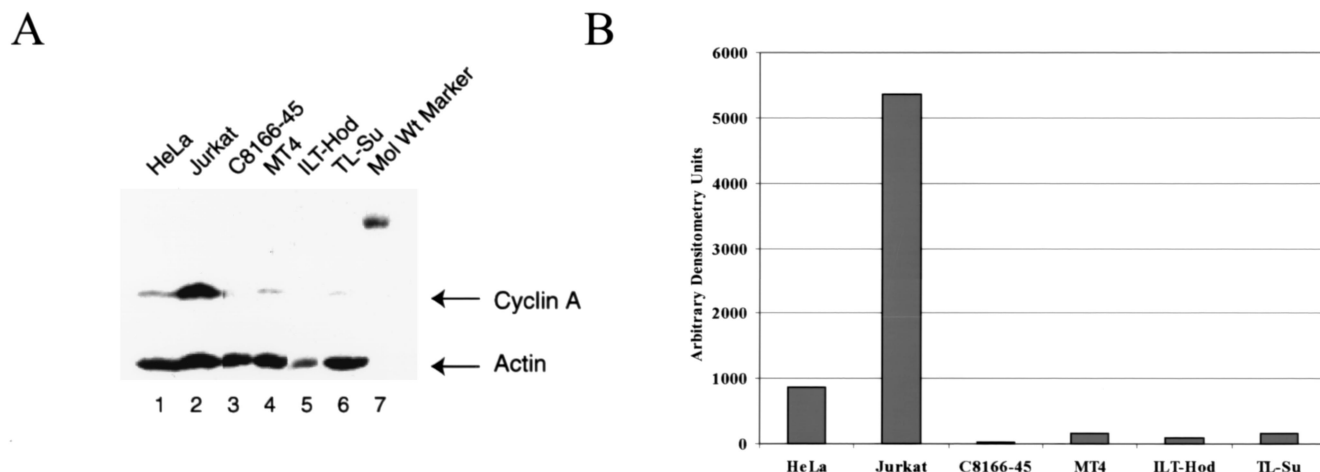 A
HeLa
Jurkat
C8166-45
MT4
ILT-Hod
TL-Su
Mol Wt Marker
Cyclin A
Actin
1 2 3 4 5 6 7
B
Arbitrary Densitometry Units
6000
5000
4000
3000
2000
1000
0
HeLa Jurkat C8166-45 MT4 ILT-Hod TL-Su